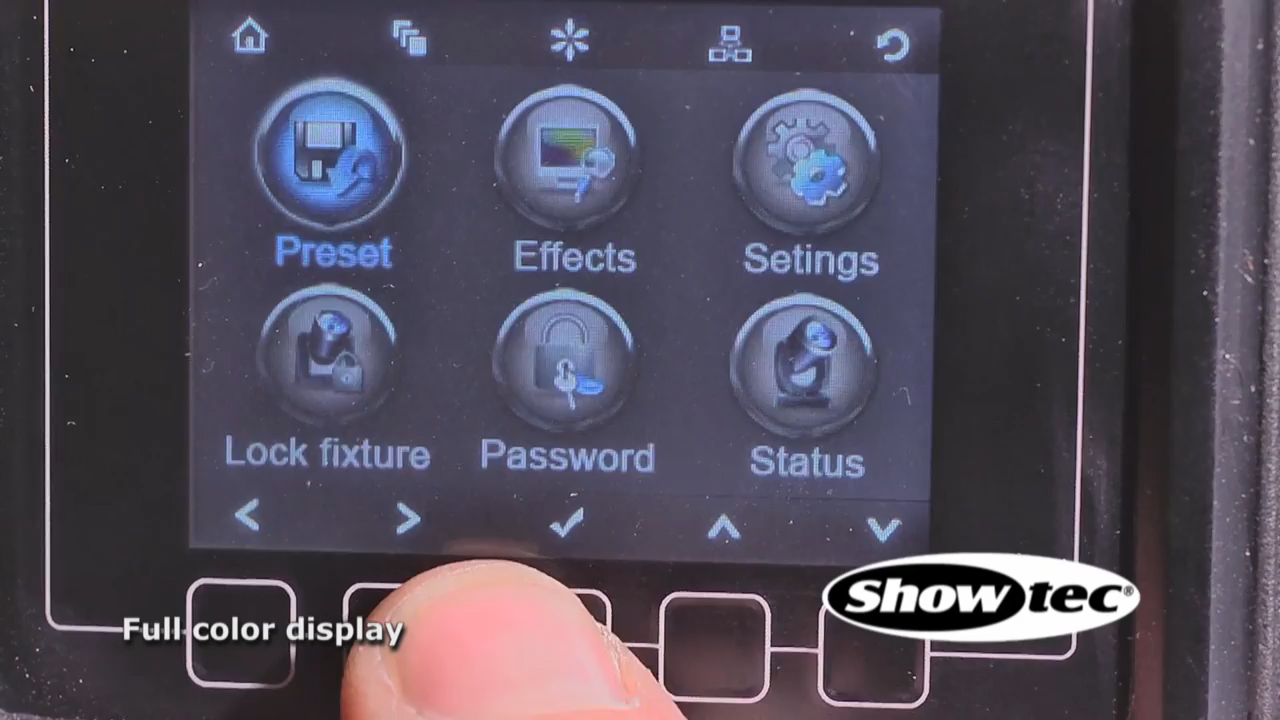 Preset Effects Setings
Lock fixture Password Status
Showtec®
Full color display